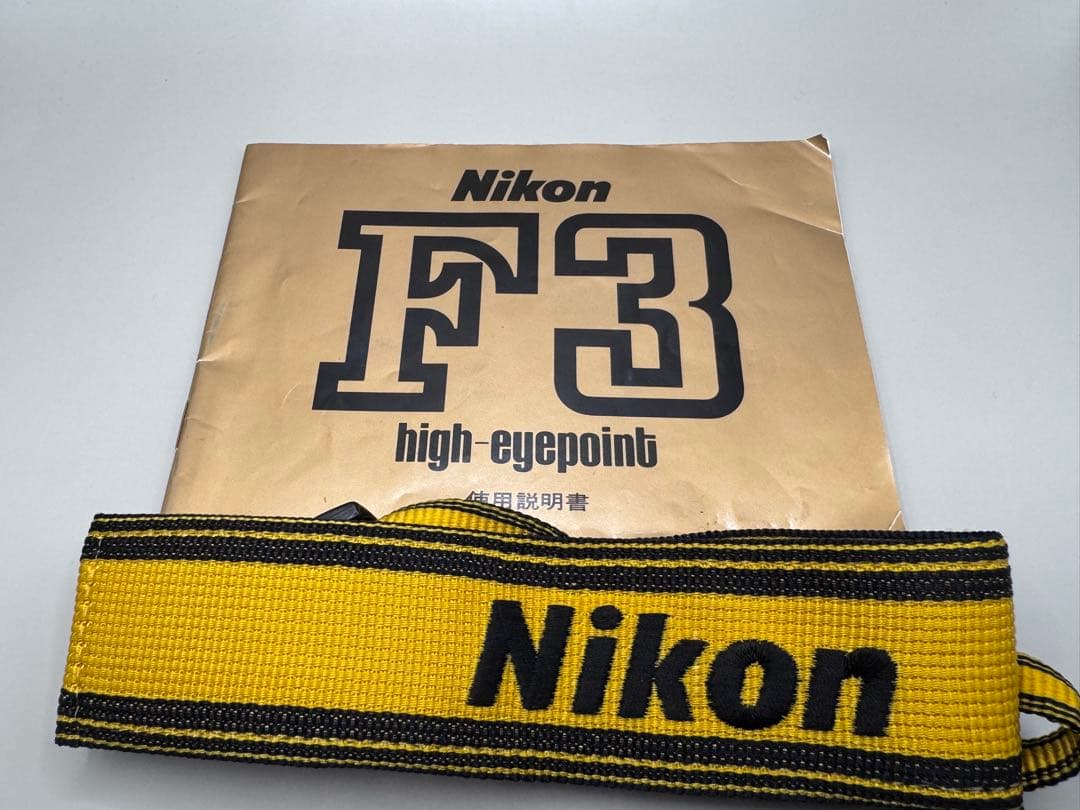 Nikon
F3
high-eyepoint
使用説明書
Nikon